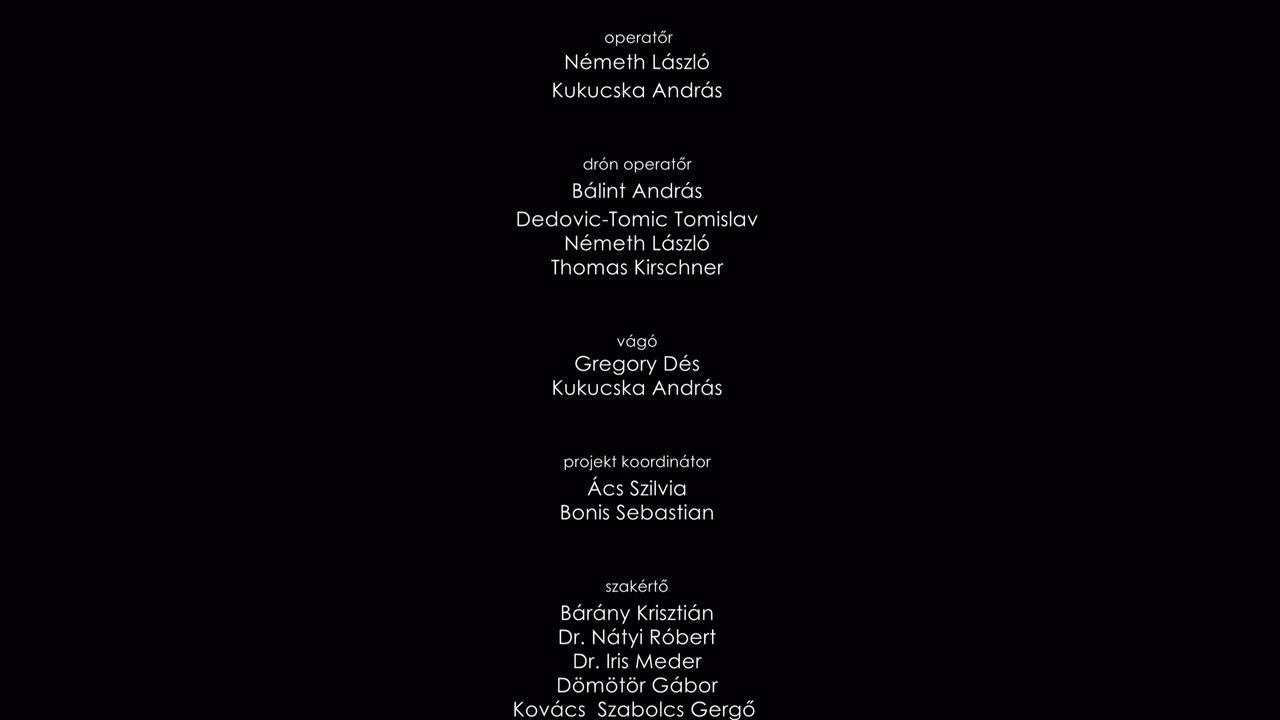 operatőr
Németh László
Kukucska András
drón operatőr
Bálint András
Dedovic-Tomic Tomislav
Németh László
Thomas Kirschner
vágó
Gregory Dés
Kukucska András
projekt koordinátor
Ács Szilvia
Bonis Sebastian
szakértő
Bárány Krisztián
Dr. Nátyi Róbert
Dr. Iris Meder
Dömötör Gábor
Kovács  Szabolcs Gergő